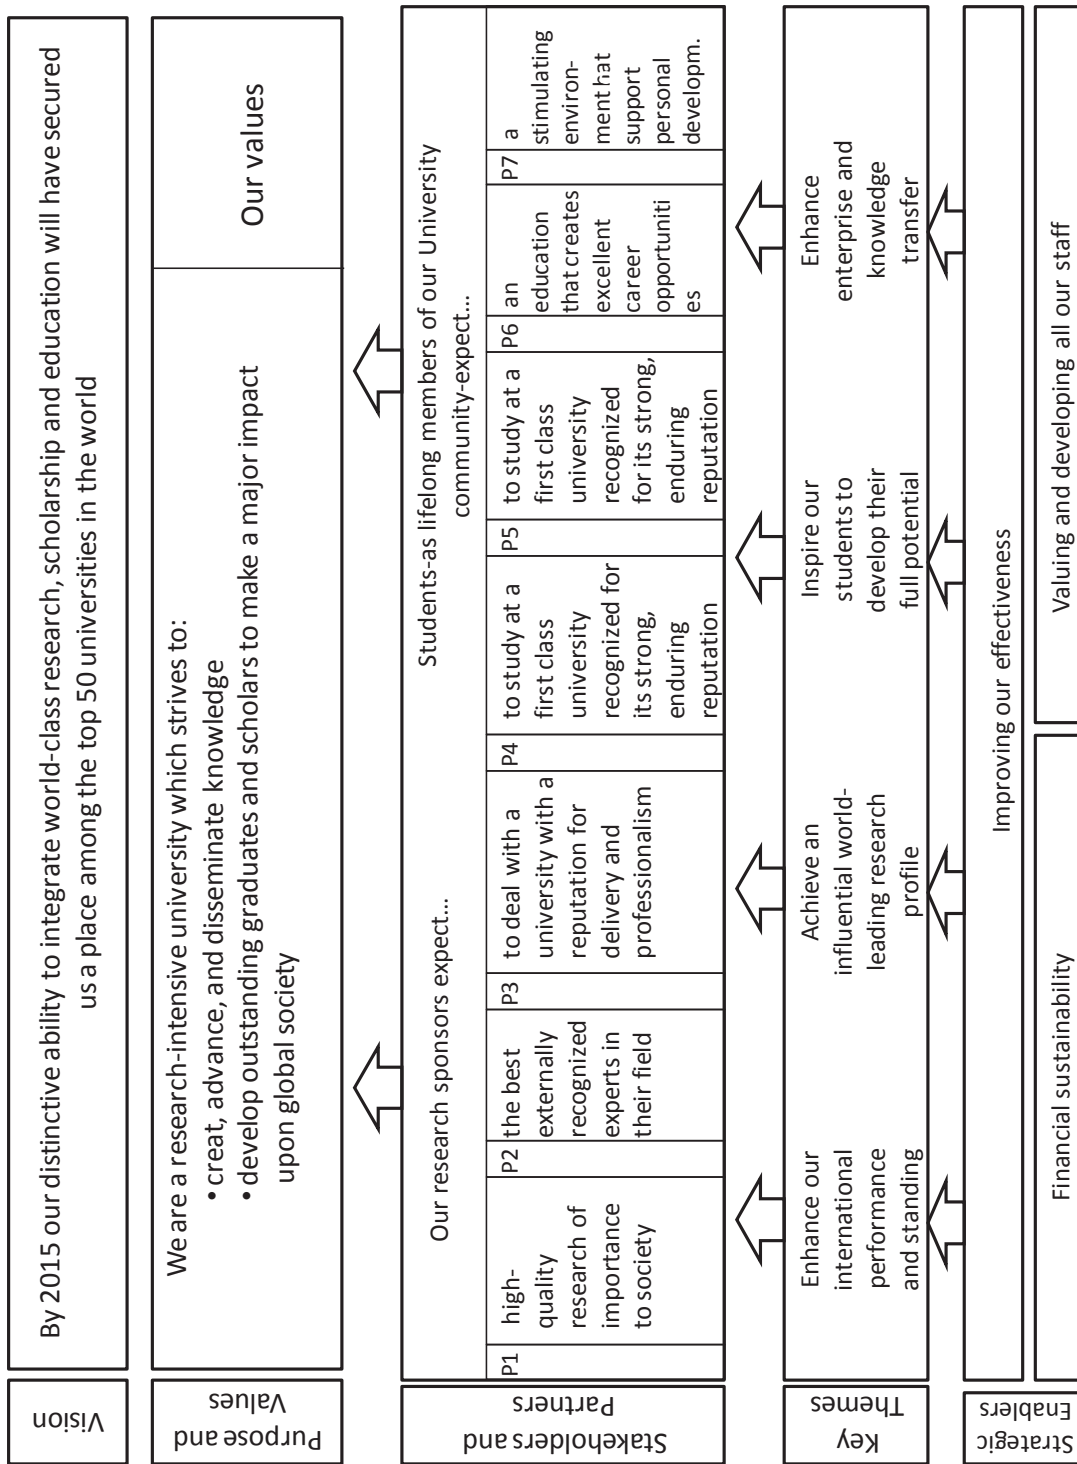 Vision
By 2015 our distinctive ability to integrate world-class research, scholarship and education will have secured
us a place among the top 50 universities in the world
Purpose and
Values
We are a research-intensive university which strives to:
• creat, advance, and disseminate knowledge
• develop outstanding graduates and scholars to make a major impact
upon global society
Our values
Stakeholders and
Partners
Our research sponsors expect...
Students-as lifelong members of our University
community-expect...
P1
high-
quality
research of
importance
to society
P2
the best
externally
recognized
experts in
their field
P3
to deal with a
university with a
reputation for
delivery and
professionalism
P4
to study at a
first class
university
recognized for
its strong,
enduring
reputation
P5
to study at a
first class
university
recognized
for its strong,
enduring
reputation
P6
an
education
that creates
excellent
career
opportuniti
es
P7
a
stimulating
environ-
ment hat
support
personal
developm.
Key
Themes
Enhance our
international
performance
and standing
Achieve an
influential world-
leading research
profile
Inspire our
students to
develop their
full potential
Enhance
enterprise and
knowledge
transfer
Strategic
Enablers
Improving our effectiveness
Financial sustainability
Valuing and developing all our staff